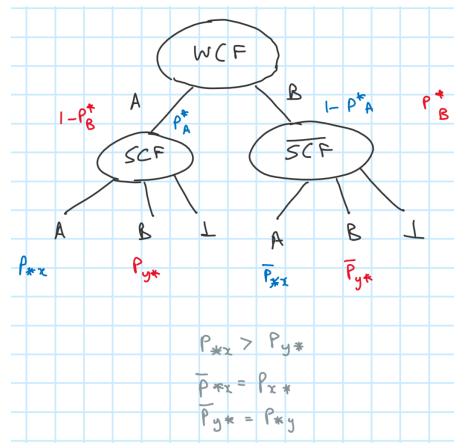 WCF
A B 1-P*A P*B
1-P*B P*A
SCF S̅C̅F̅
A B ⊥ A B ⊥
P*x Py* P̅*x P̅y*
P*x > Py*
P̅*x = Px*
P̅y* = P*y